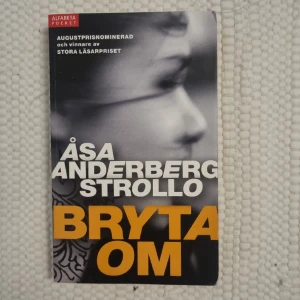 ALFABETA
POCKET
AUGUSTPRISNOMINERAD
och vinnare av
STORA LÄSARPRISET
ÅSA
ANDERBERG
STROLLO
BRYTA
OM